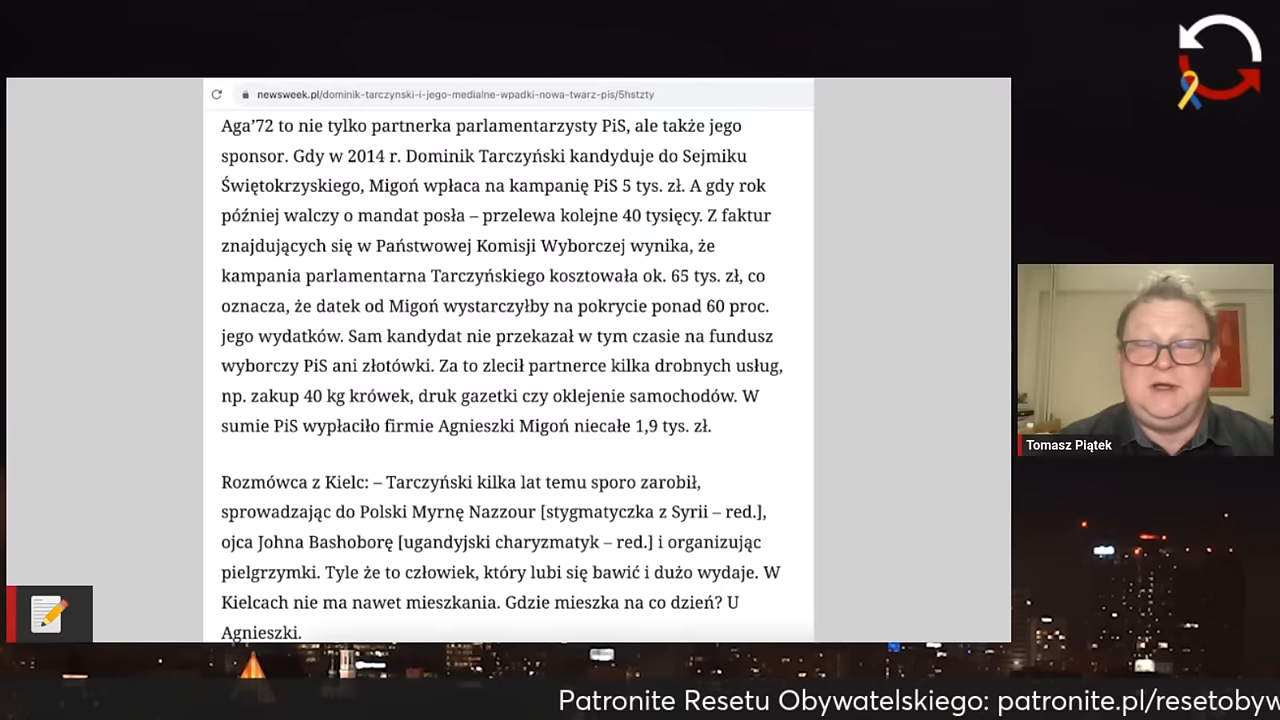 newsweek.pl/dominik-tarczynski-i-jego-medialne-wpadki-nowa-twarz-pis/5hstzty
Aga’72 to nie tylko partnerka parlamentarzysty PiS, ale także jego
sponsor. Gdy w 2014 r. Dominik Tarczyński kandyduje do Sejmiku
Świętokrzyskiego, Migoń wpłaca na kampanię PiS 5 tys. zł. A gdy rok
później walczy o mandat posła – przelewa kolejne 40 tysięcy. Z faktur
znajdujących się w Państwowej Komisji Wyborczej wynika, że
kampania parlamentarna Tarczyńskiego kosztowała ok. 65 tys. zł, co
oznacza, że datek od Migoń wystarczyłby na pokrycie ponad 60 proc.
jego wydatków. Sam kandydat nie przekazał w tym czasie na fundusz
wyborczy PiS ani złotówki. Za to zlecił partnerce kilka drobnych usług,
np. zakup 40 kg krówek, druk gazetki czy oklejenie samochodów. W
sumie PiS wypłaciło firmie Agnieszki Migoń niecałe 1,9 tys. zł.
Rozmówca z Kielc: – Tarczyński kilka lat temu sporo zarobił,
sprowadzając do Polski Myrnę Nazzour [stygmatyczka z Syrii – red.],
ojca Johna Bashoborę [ugandyjski charyzmatyk – red.] i organizując
pielgrzymki. Tyle że to człowiek, który lubi się bawić i dużo wydaje. W
Kielcach nie ma nawet mieszkania. Gdzie mieszka na co dzień? U
Agnieszki.
Tomasz Piątek
Patronite Resetu Obywatelskiego: patronite.pl/resetobyw